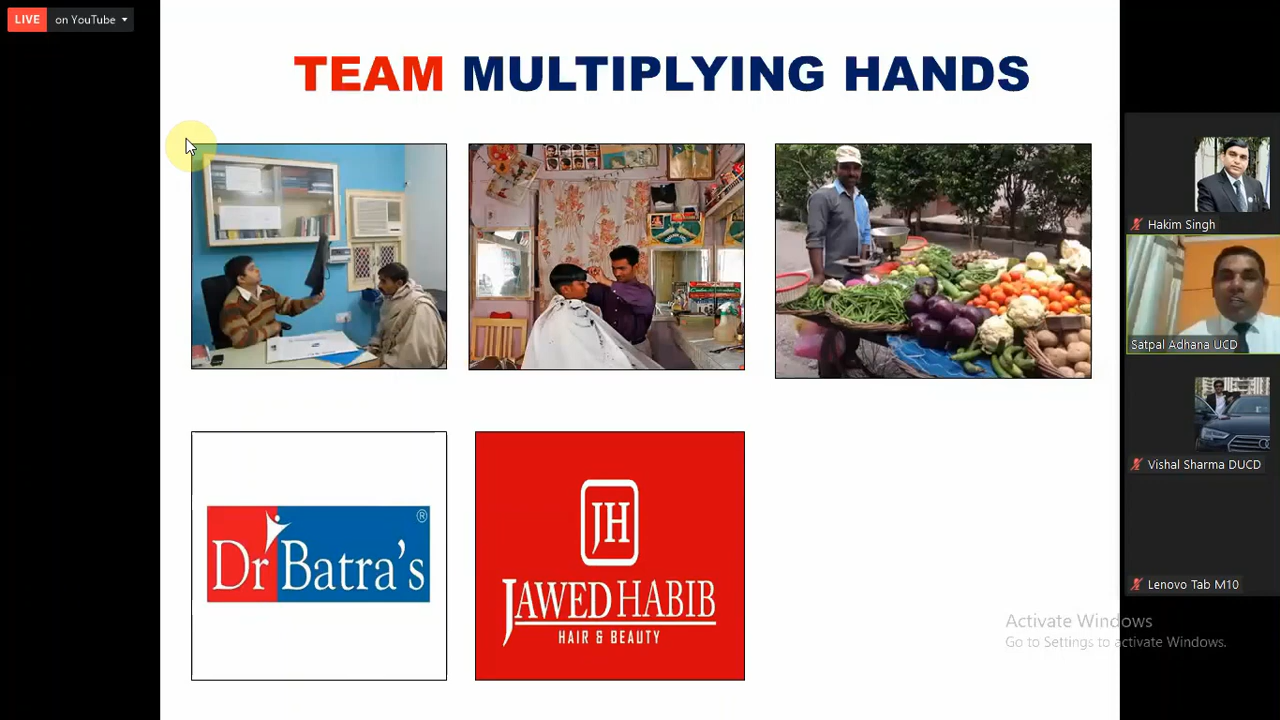 LIVE on YouTube
TEAM MULTIPLYING HANDS
Hakim Singh
Satpal Adhana UCD
Vishal Sharma DUCD
Lenovo Tab M10
Dr Batra's ®
JH
JAWED HABIB
HAIR & BEAUTY
Activate Windows
Go to Settings to activate Windows.